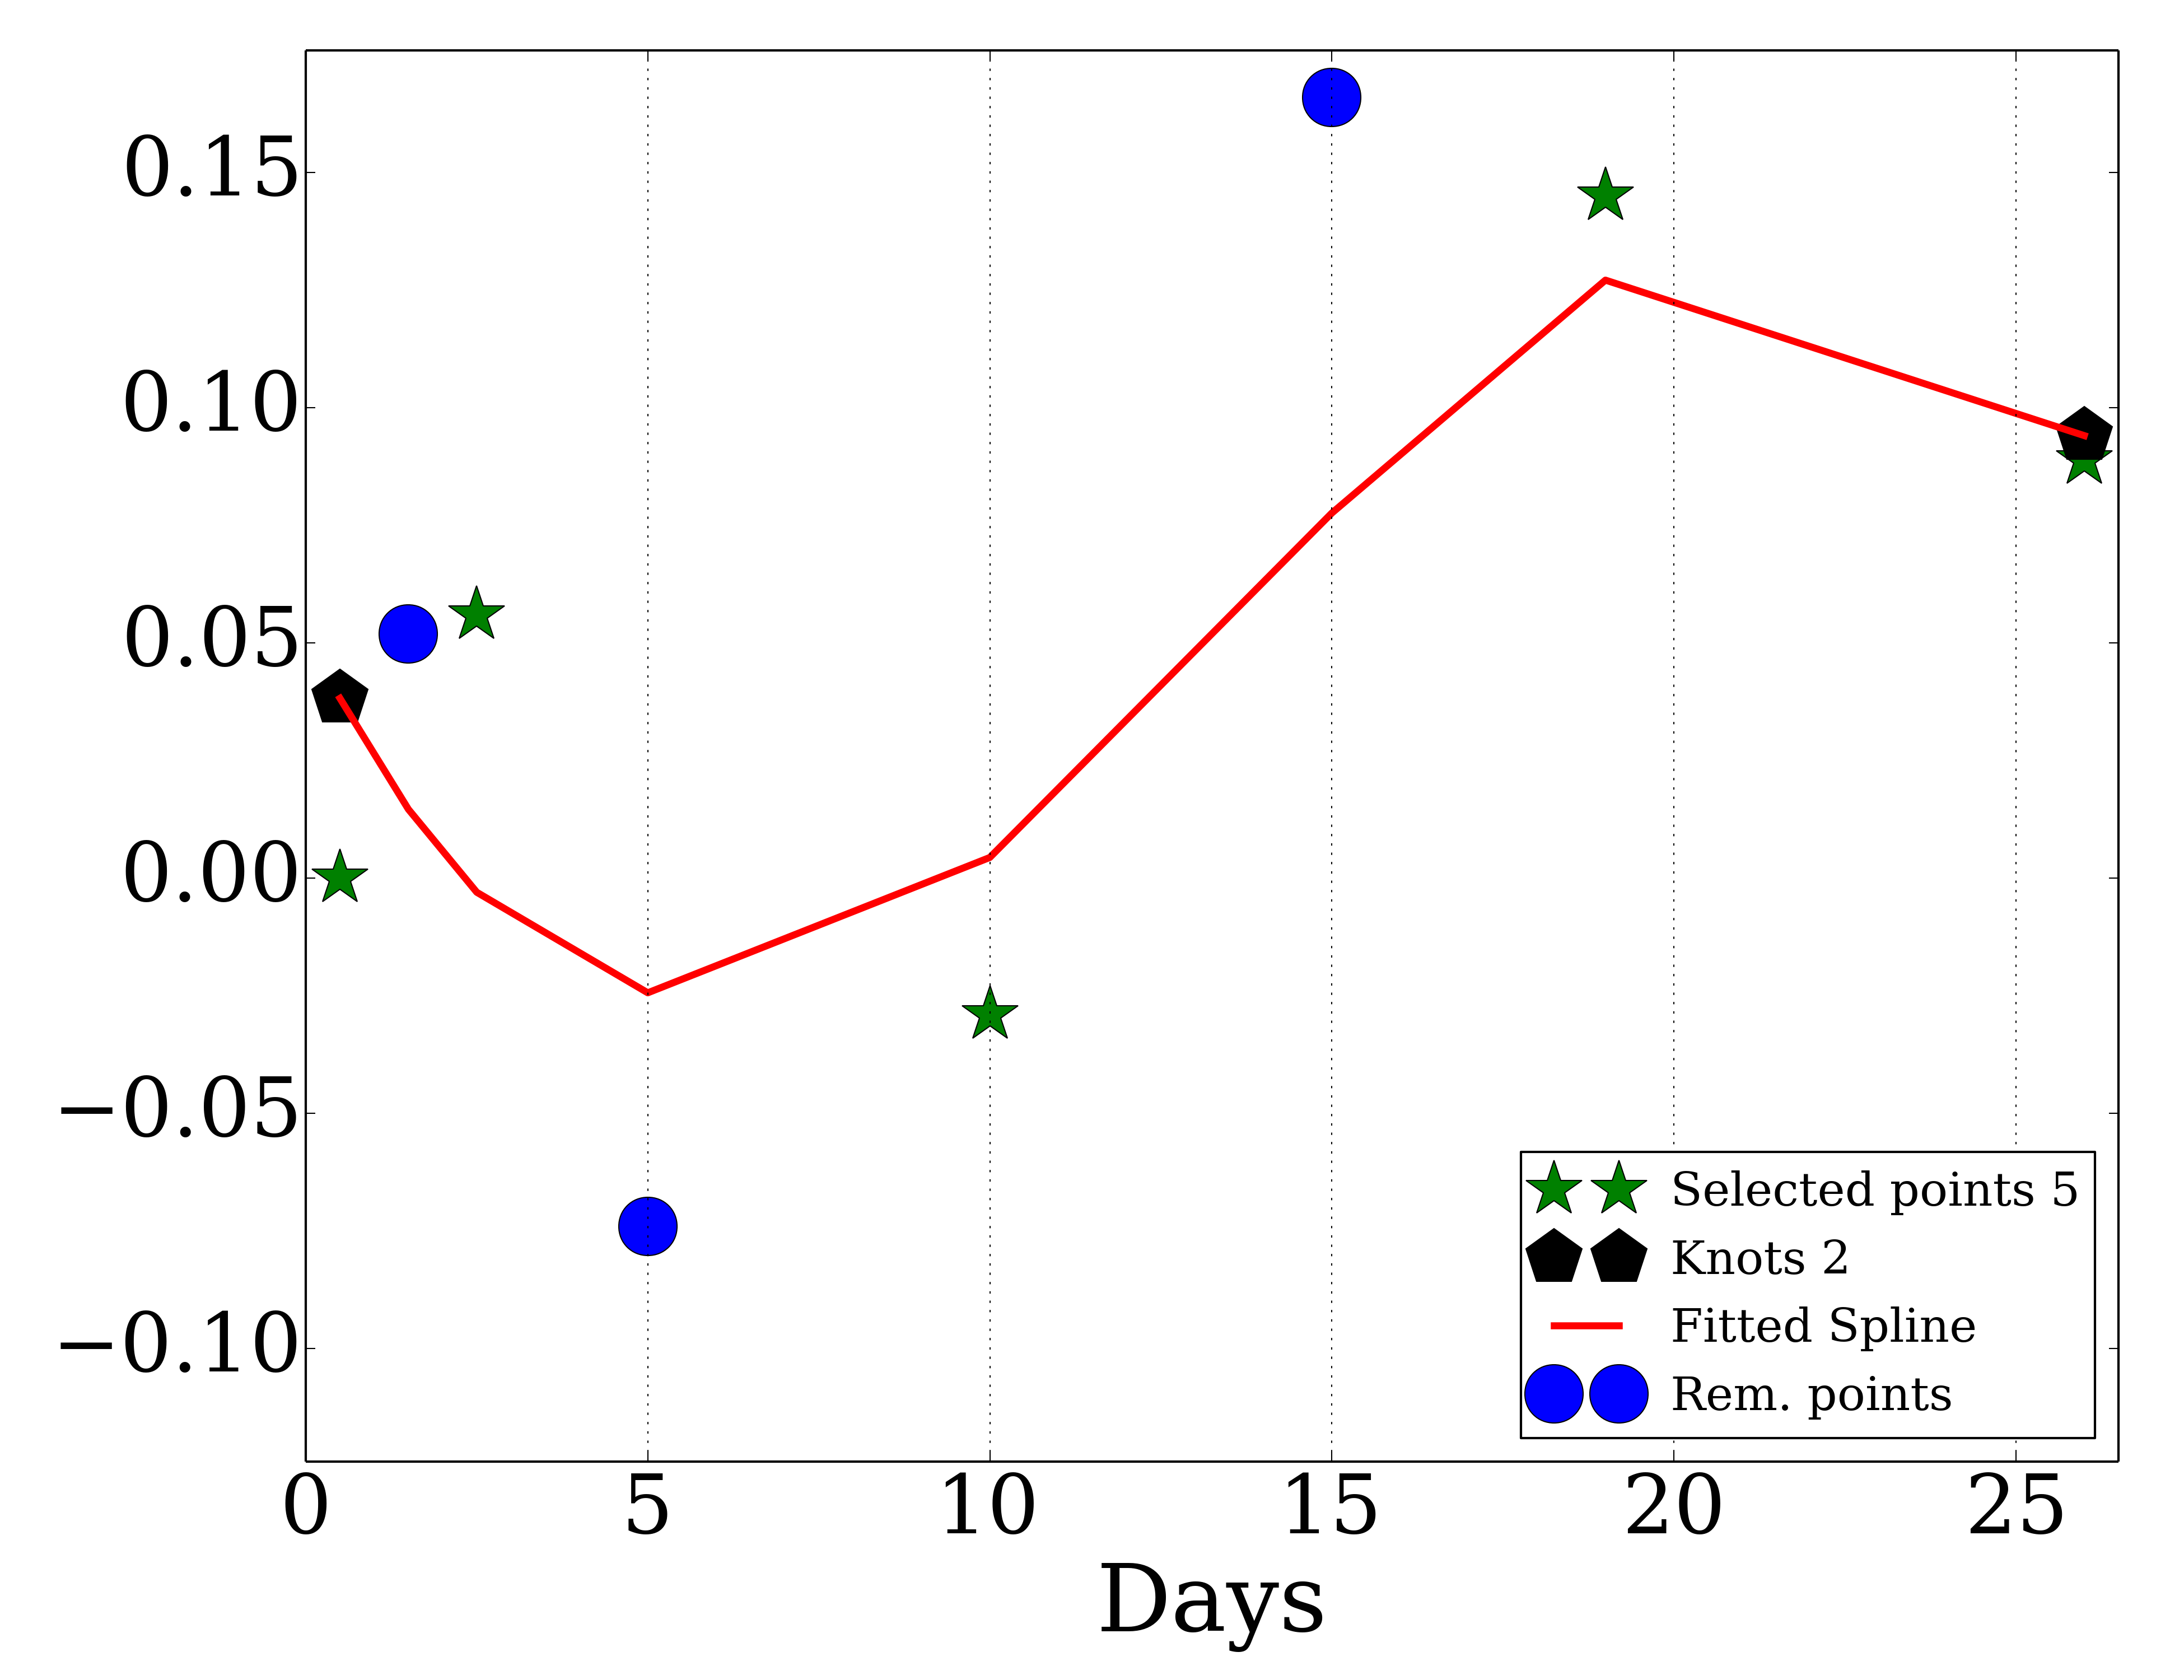 0.15
0.10
0.05
0.00
−0.05
−0.10
0 5 10 15 20 25
Days
Selected points 5
Knots 2
Fitted Spline
Rem. points